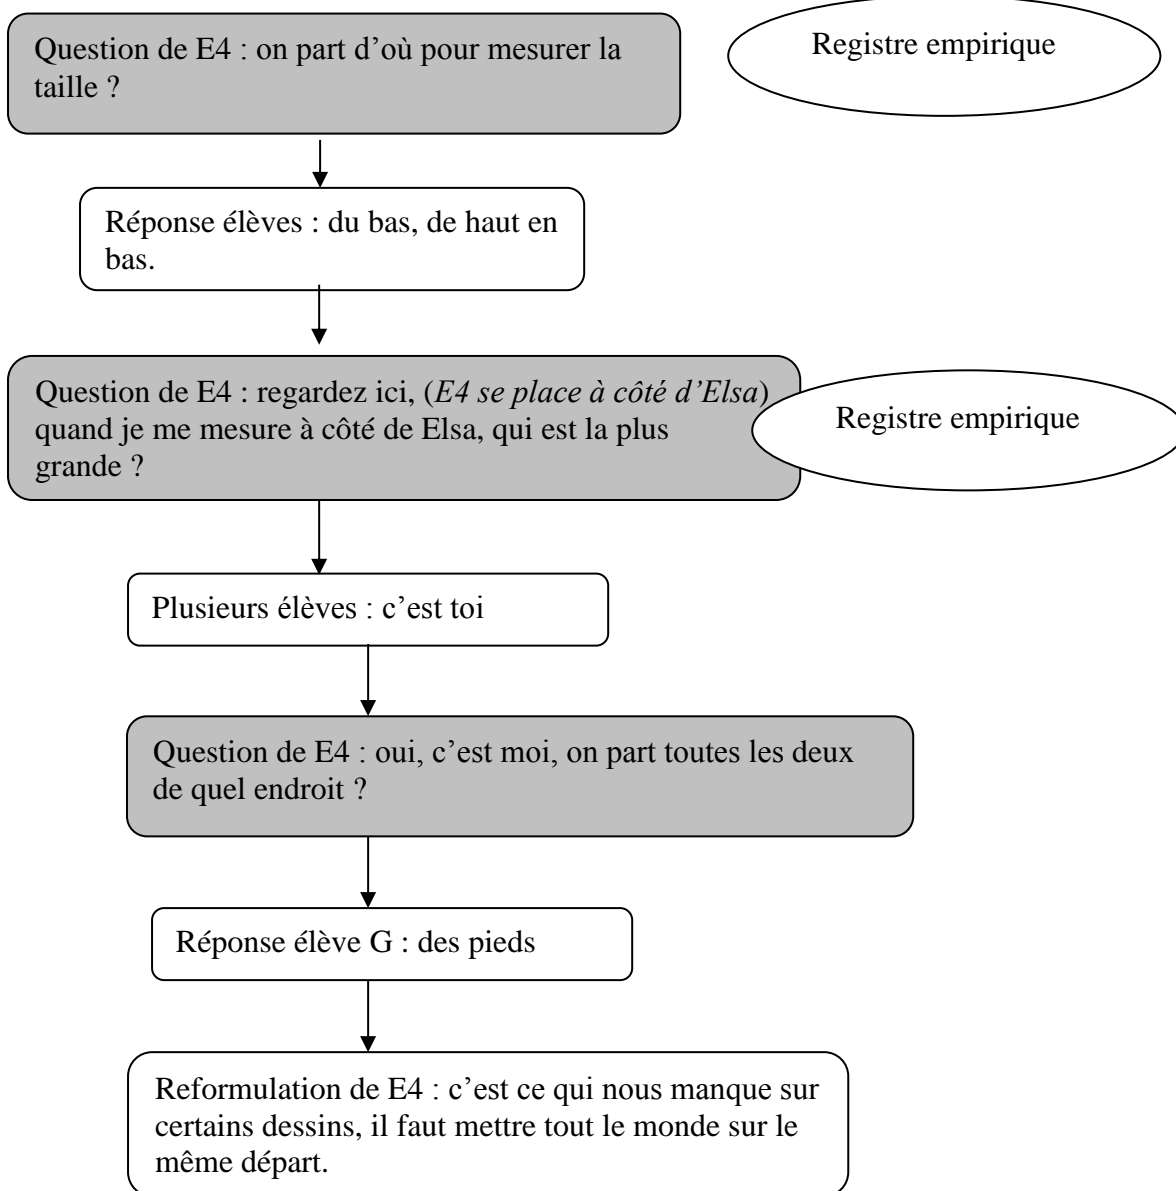 Question de E4 : on part d’où pour mesurer la
taille ?
Registre empirique
Réponse élèves : du bas, de haut en
bas.
Question de E4 : regardez ici, (E4 se place à côté d’Elsa)
quand je me mesure à côté de Elsa, qui est la plus
grande ?
Registre empirique
Plusieurs élèves : c’est toi
Question de E4 : oui, c’est moi, on part toutes les deux
de quel endroit ?
Réponse élève G : des pieds
Reformulation de E4 : c’est ce qui nous manque sur
certains dessins, il faut mettre tout le monde sur le
même départ.